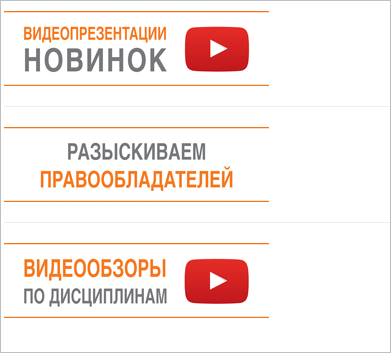 ВИДЕОПРЕЗЕНТАЦИИ
НОВИНОК
РАЗЫСКИВАЕМ
ПРАВООБЛАДАТЕЛЕЙ
ВИДЕООБЗОРЫ
ПО ДИСЦИПЛИНАМ